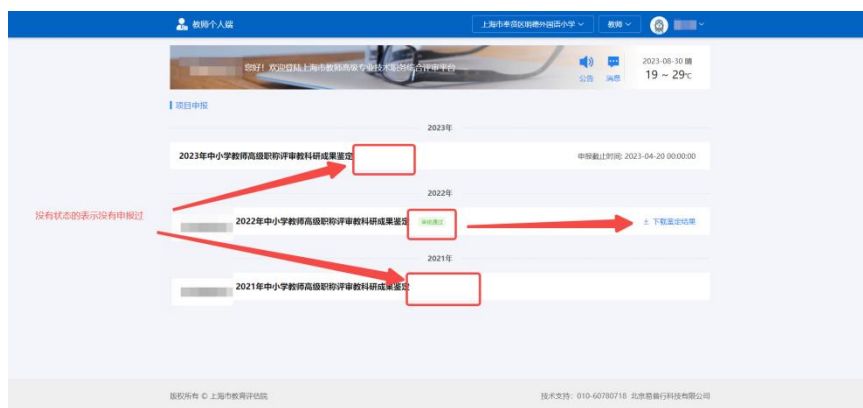 教师个人端
上海市奉贤区明德外国语小学
教师
您好！欢迎登陆上海市教师高级专业技术职务综合评审平台
公告
消息
2023-08-30 晴
19 ~ 29℃
项目申报
2023年
2023年中小学教师高级职称评审教科研成果鉴定
申报截止时间: 2023-04-20 00:00:00
2022年
没有状态的表示没有申报过
2022年中小学教师高级职称评审教科研成果鉴定
审核通过
下载鉴定结果
2021年
2021年中小学教师高级职称评审教科研成果鉴定
版权所有 © 上海市教育评估院
技术支持：010-60780718 北京易普行科技有限公司